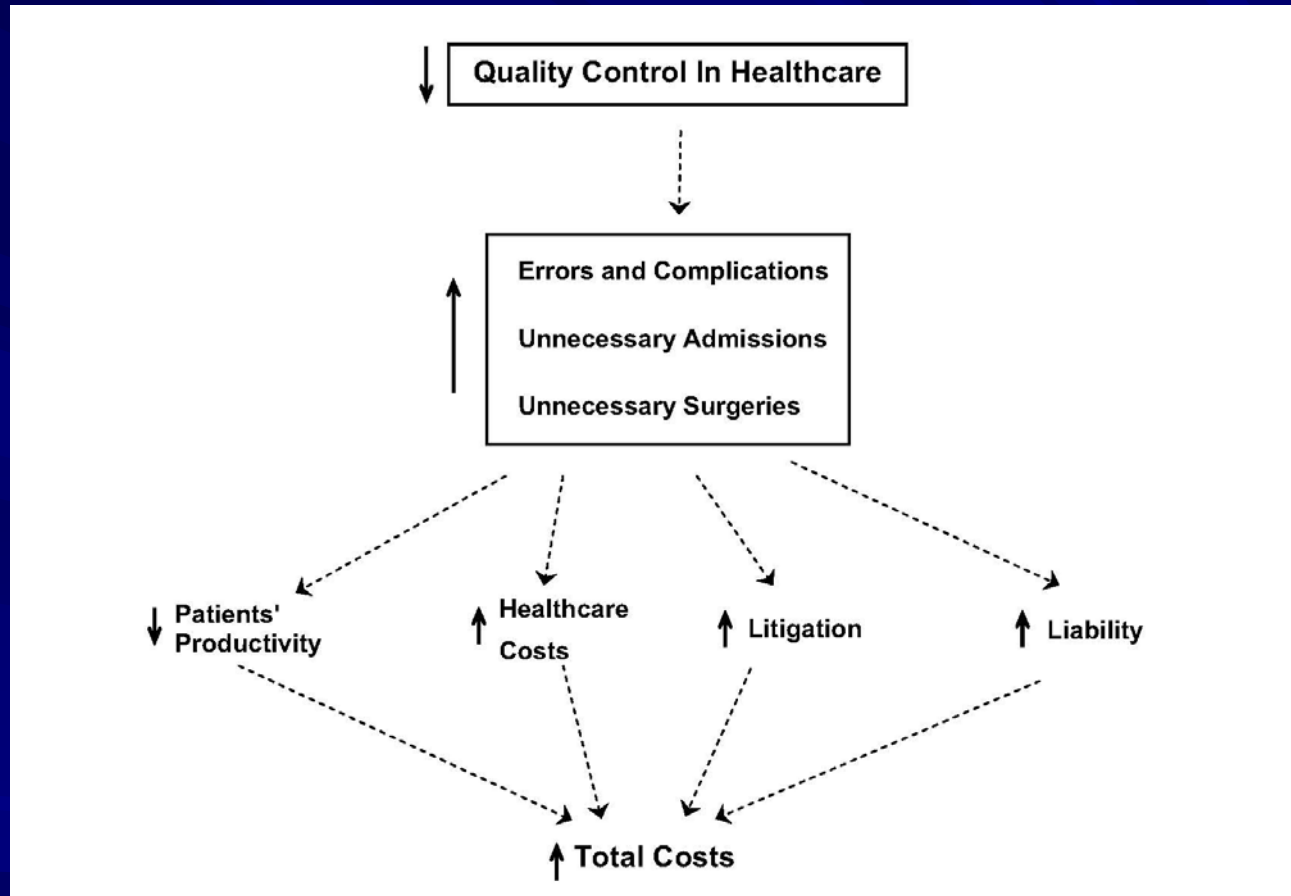 Quality Control In Healthcare
Errors and Complications
Unnecessary Admissions
Unnecessary Surgeries
Patients'
Productivity
Healthcare
Costs
Litigation
Liability
Total Costs